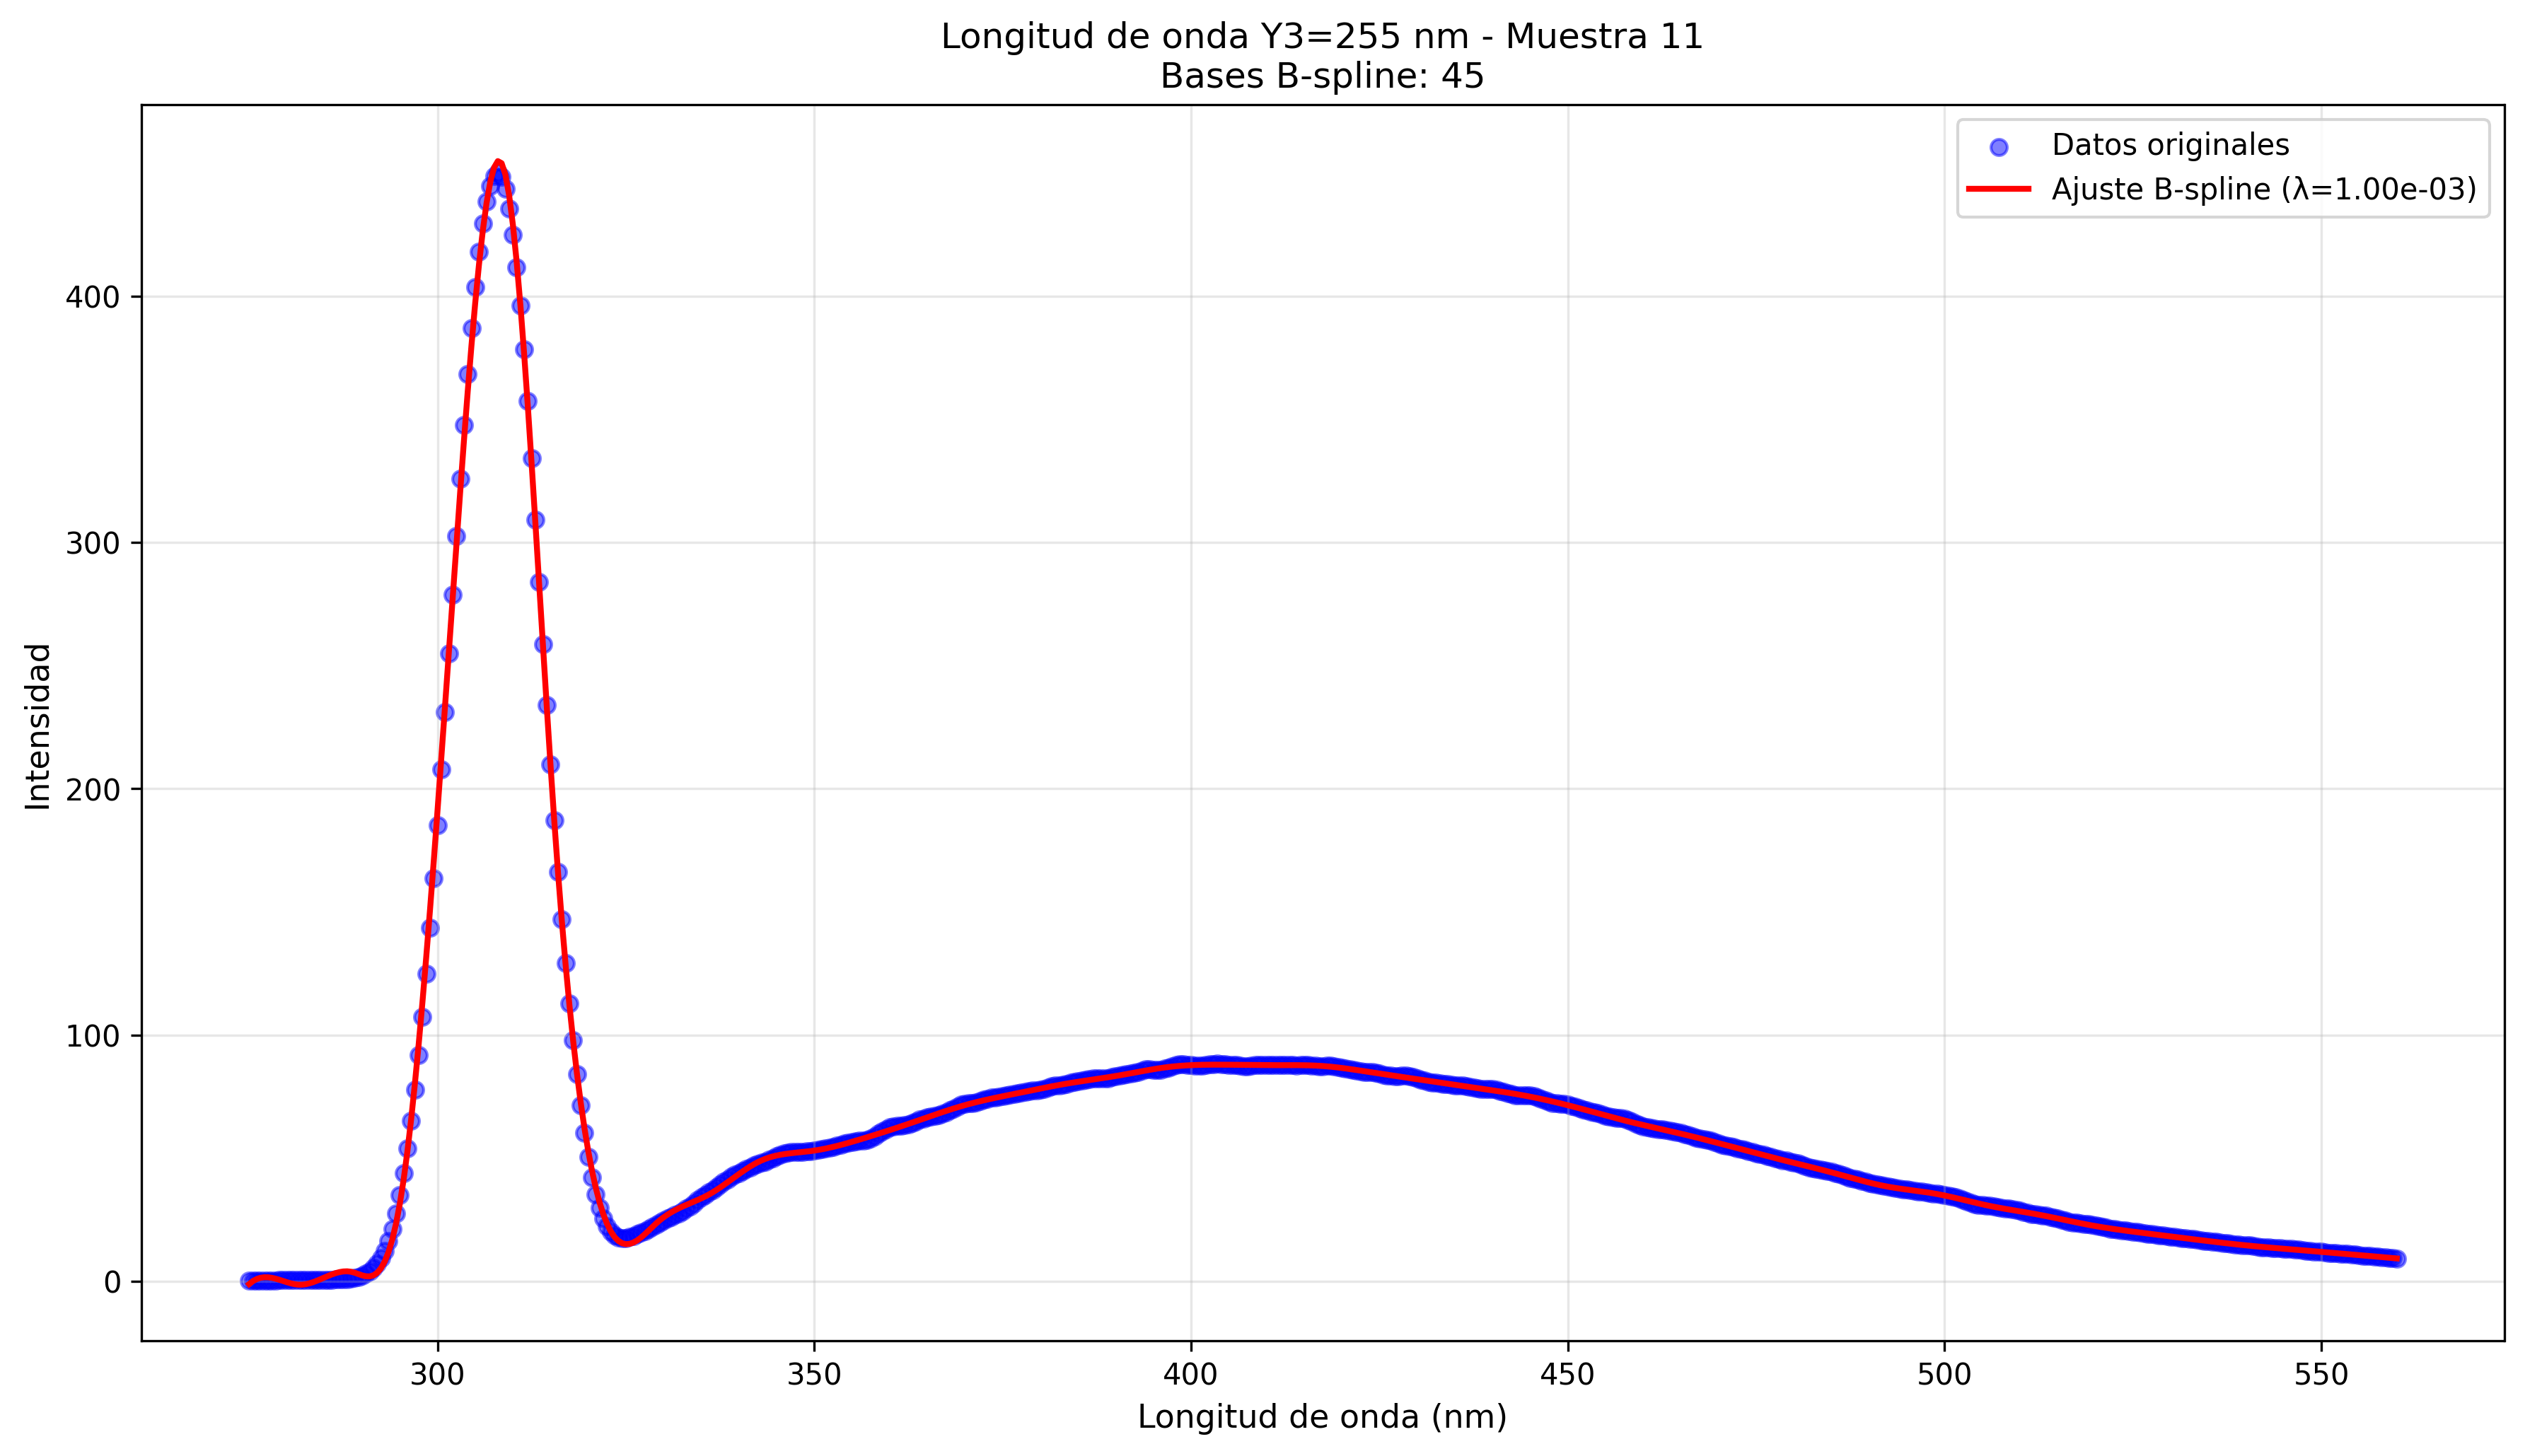 Longitud de onda Y3=255 nm - Muestra 11
Bases B-spline: 45
Datos originales
Ajuste B-spline (λ=1.00e-03)
Intensidad
400
300
200
100
0
300 350 400 450 500 550
Longitud de onda (nm)